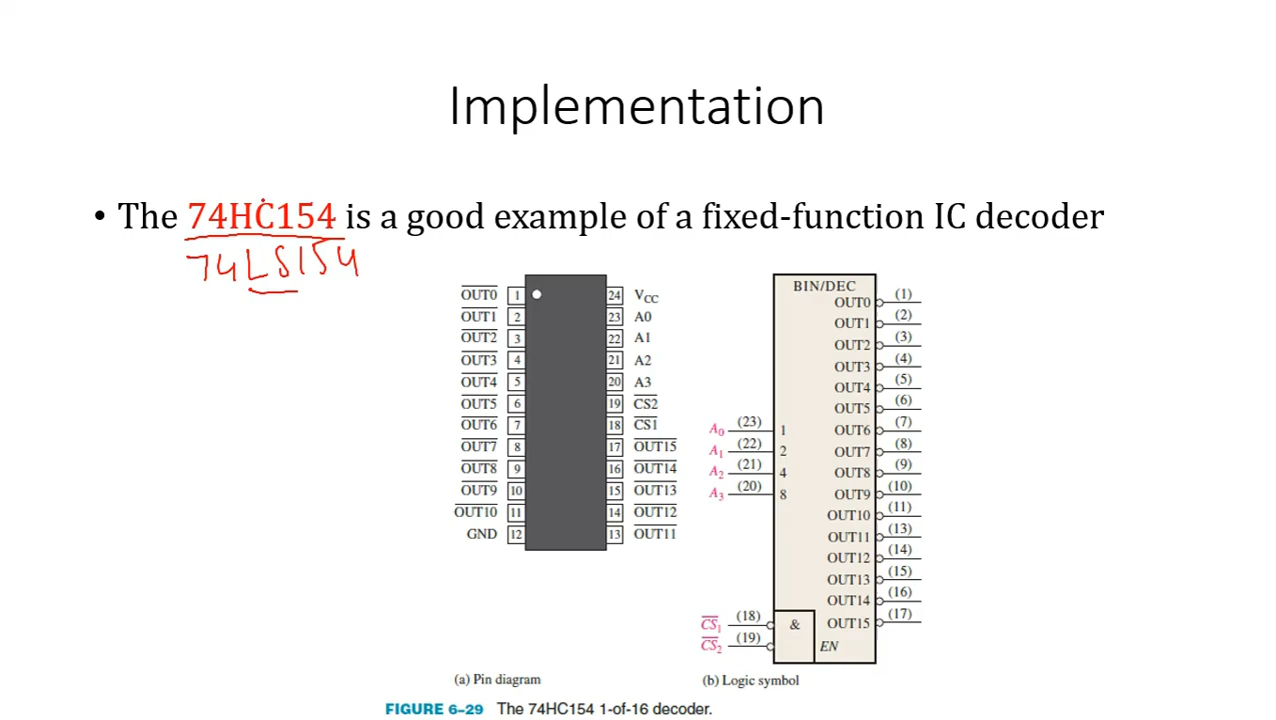 Implementation
• The 74HC154 is a good example of a fixed-function IC decoder
74LS154
OUT0 1 24 VCC
OUT1 2 23 A0
OUT2 3 22 A1
OUT3 4 21 A2
OUT4 5 20 A3
OUT5 6 19 CS2
OUT6 7 18 CS1
OUT7 8 17 OUT15
OUT8 9 16 OUT14
OUT9 10 15 OUT13
OUT10 11 14 OUT12
GND 12 13 OUT11
(a) Pin diagram
BIN/DEC
OUT0 (1)
OUT1 (2)
OUT2 (3)
OUT3 (4)
OUT4 (5)
OUT5 (6)
A0 (23) 1 OUT6 (7)
A1 (22) 2 OUT7 (8)
A2 (21) 4 OUT8 (9)
A3 (20) 8 OUT9 (10)
OUT10 (11)
OUT11 (13)
OUT12 (14)
OUT13 (15)
OUT14 (16)
CS1 (18) & OUT15 (17)
CS2 (19) EN
(b) Logic symbol
FIGURE 6–29 The 74HC154 1-of-16 decoder.